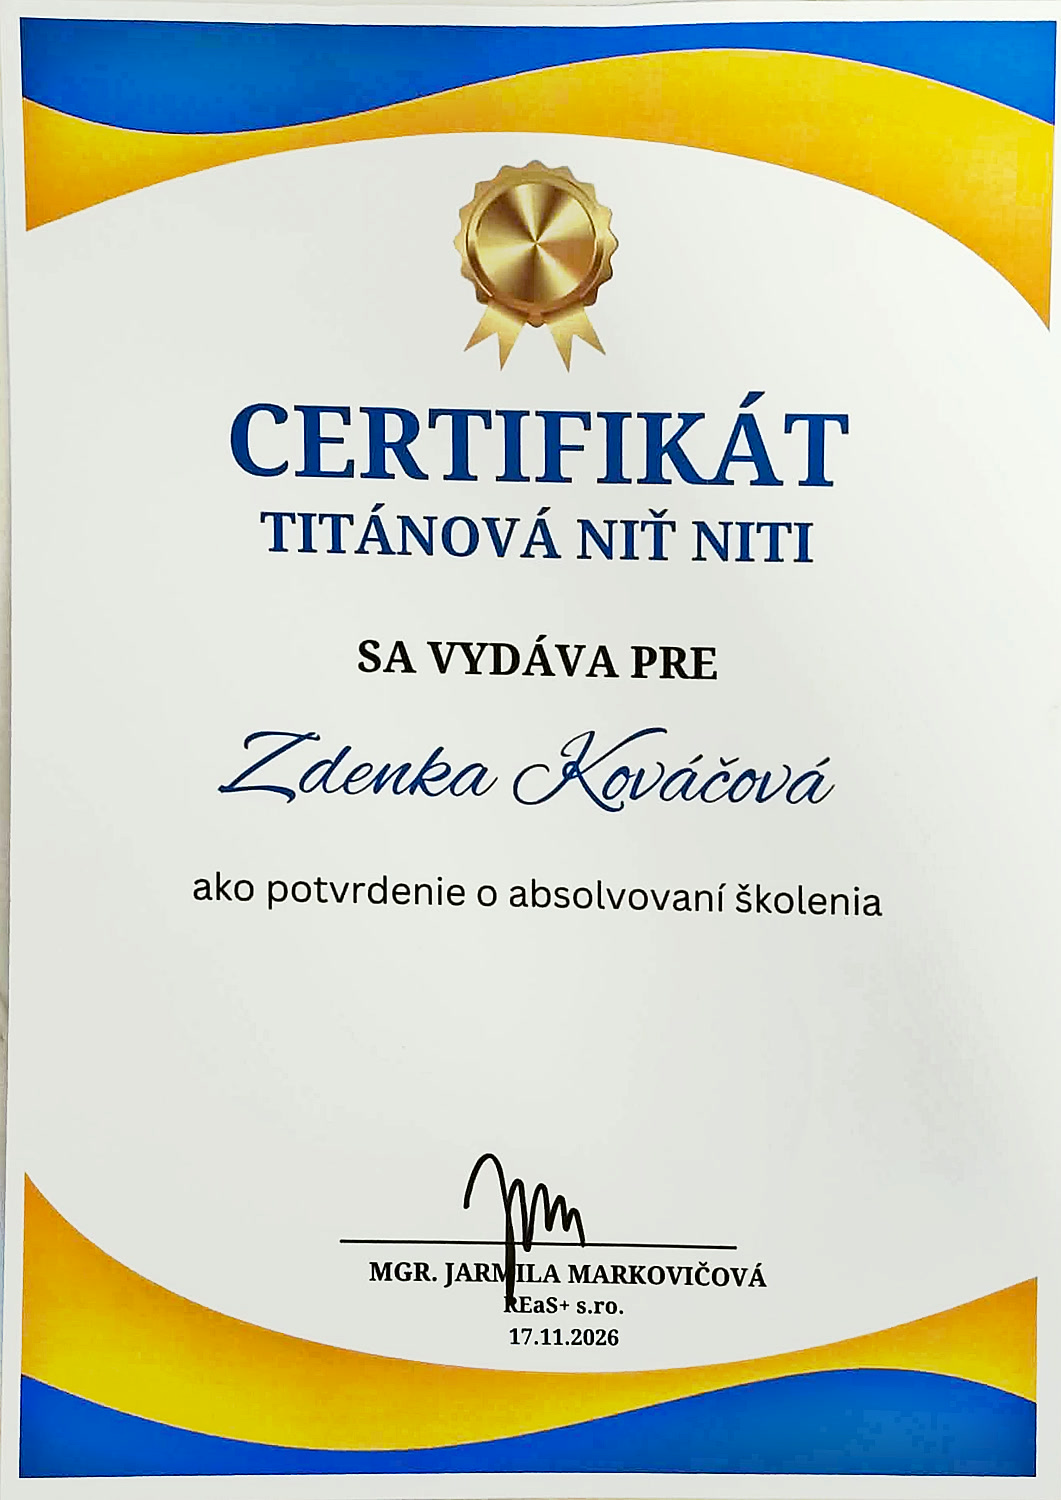 CERTIFIKÁT
TITÁNOVÁ NIŤ NITI
SA VYDÁVA PRE
Zdenka Kováčová
ako potvrdenie o absolvovaní školenia
MGR. JARMILA MARKOVIČOVÁ
REaS+ s.ro.
17.11.2026